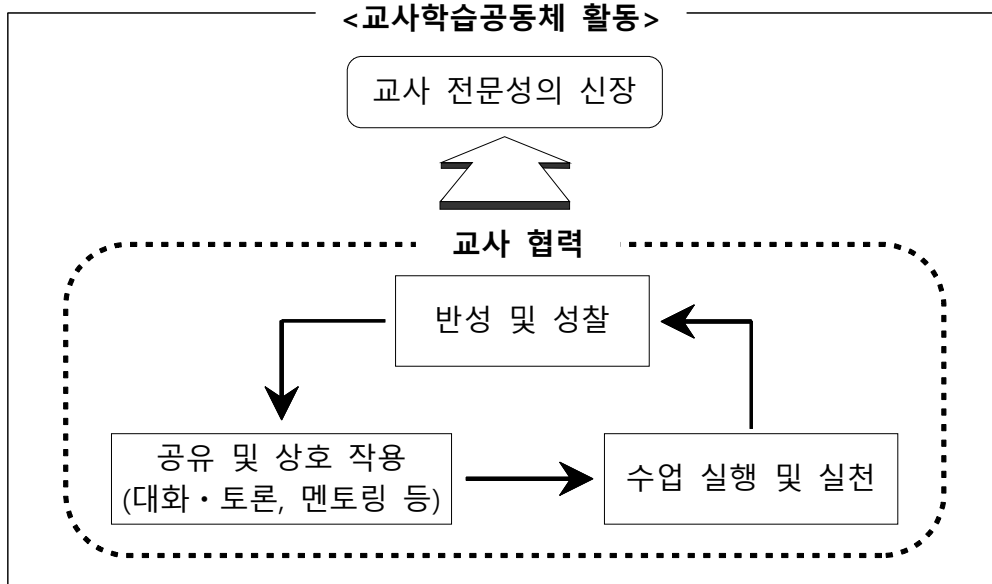 <교사학습공동체 활동>
교사 전문성의 신장
교사 협력
반성 및 성찰
공유 및 상호 작용
(대화・토론, 멘토링 등)
수업 실행 및 실천